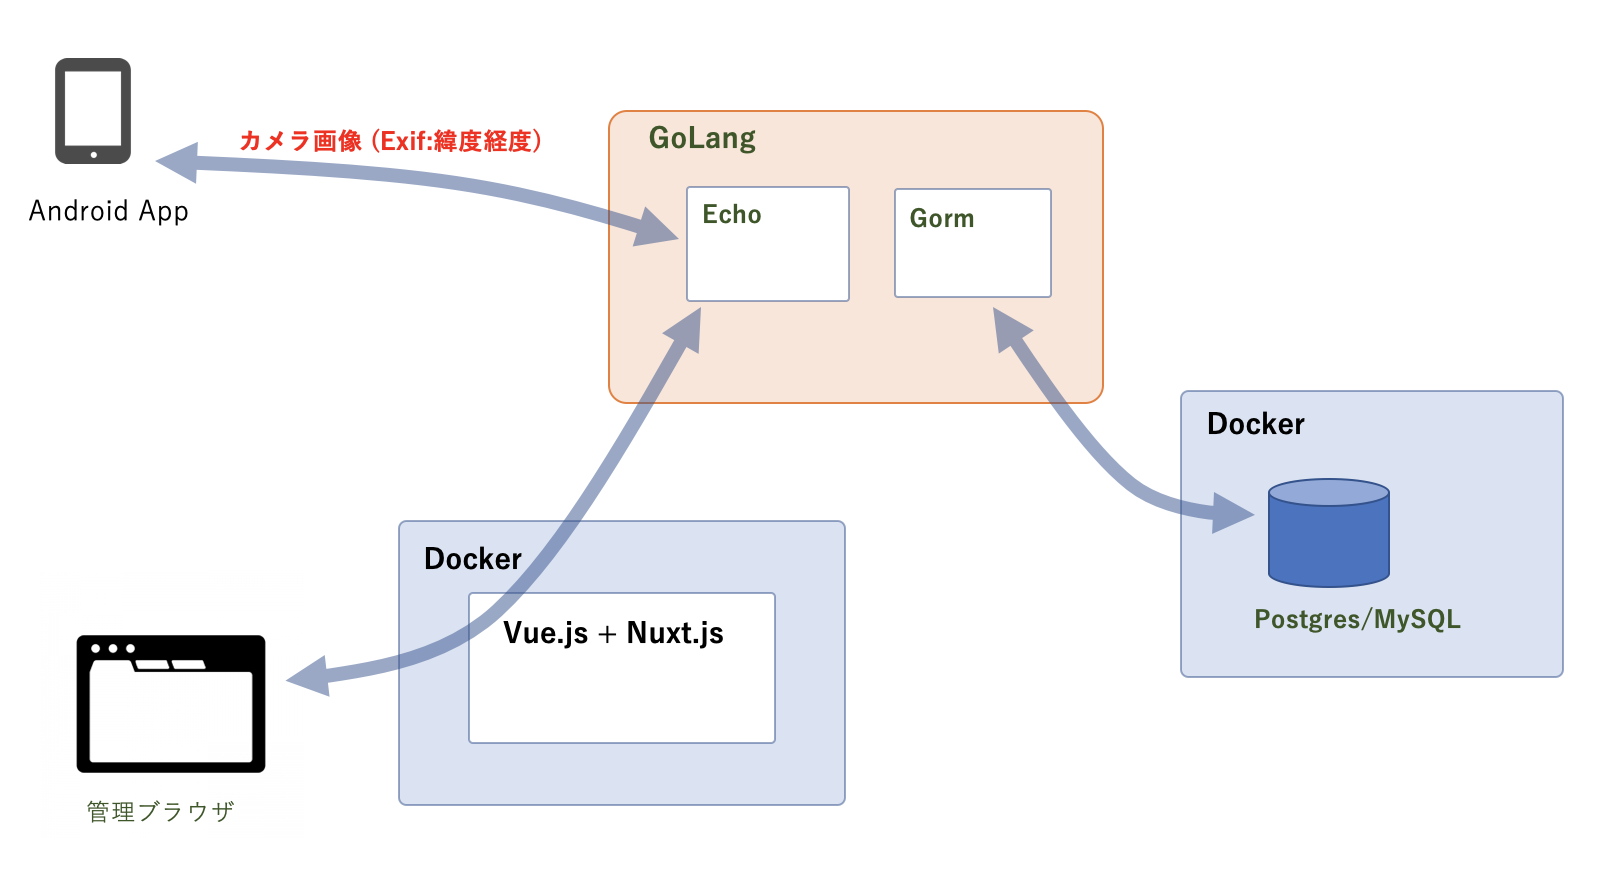 カメラ画像 (Exif:緯度経度)
Android App
GoLang
Echo
Gorm
Docker
Postgres/MySQL
Docker
Vue.js + Nuxt.js
管理ブラウザ